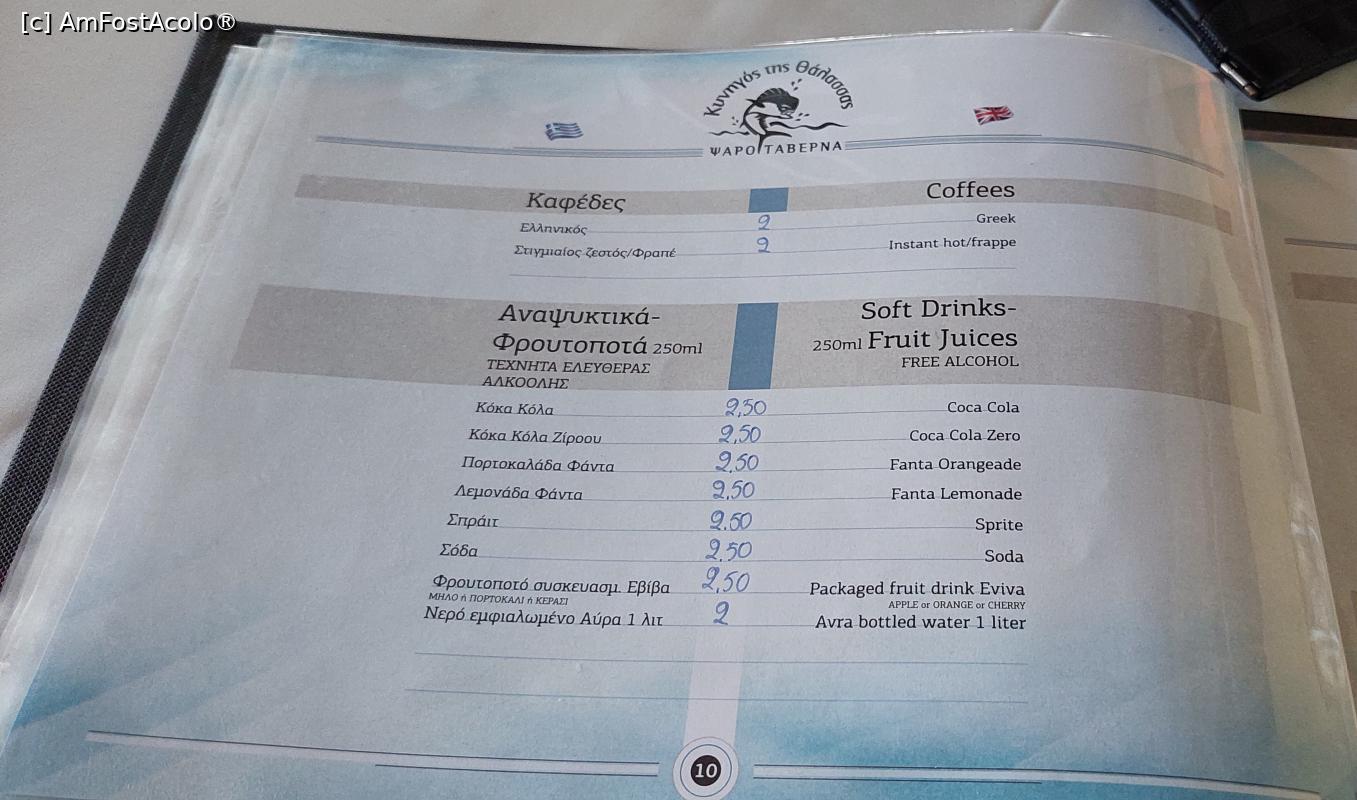 [c] AmFostAcolo®
Κυνηγός της Θάλασσας
ΨΑΡΟΤΑΒΕΡΝΑ
Καφέδες Coffees
Ελληνικός 2 Greek
Στιγμιαίος ζεστός/Φραπέ 2 Instant hot/frappe
Αναψυκτικά- Soft Drinks-
Φρουτοποτά 250ml 250ml Fruit Juices
ΤΕΧΝΗΤΑ ΕΛΕΥΘΕΡΑΣ FREE ALCOHOL
ΑΛΚΟΟΛΗΣ
Κόκα Κόλα 2,50 Coca Cola
Κόκα Κόλα Ζίροου 2,50 Coca Cola Zero
Πορτοκαλάδα Φάντα 2,50 Fanta Orangeade
Λεμονάδα Φάντα 2,50 Fanta Lemonade
Σπράιτ 2.50 Sprite
Σόδα 2.50 Soda
Φρουτοποτό συσκευασμ. Εβίβα 2,50 Packaged fruit drink Eviva
ΜΗΛΟ ή ΠΟΡΤΟΚΑΛΙ ή ΚΕΡΑΣΙ APPLE or ORANGE or CHERRY
Νερό εμφιαλωμένο Αύρα 1 λιτ 2 Avra bottled water 1 liter
10